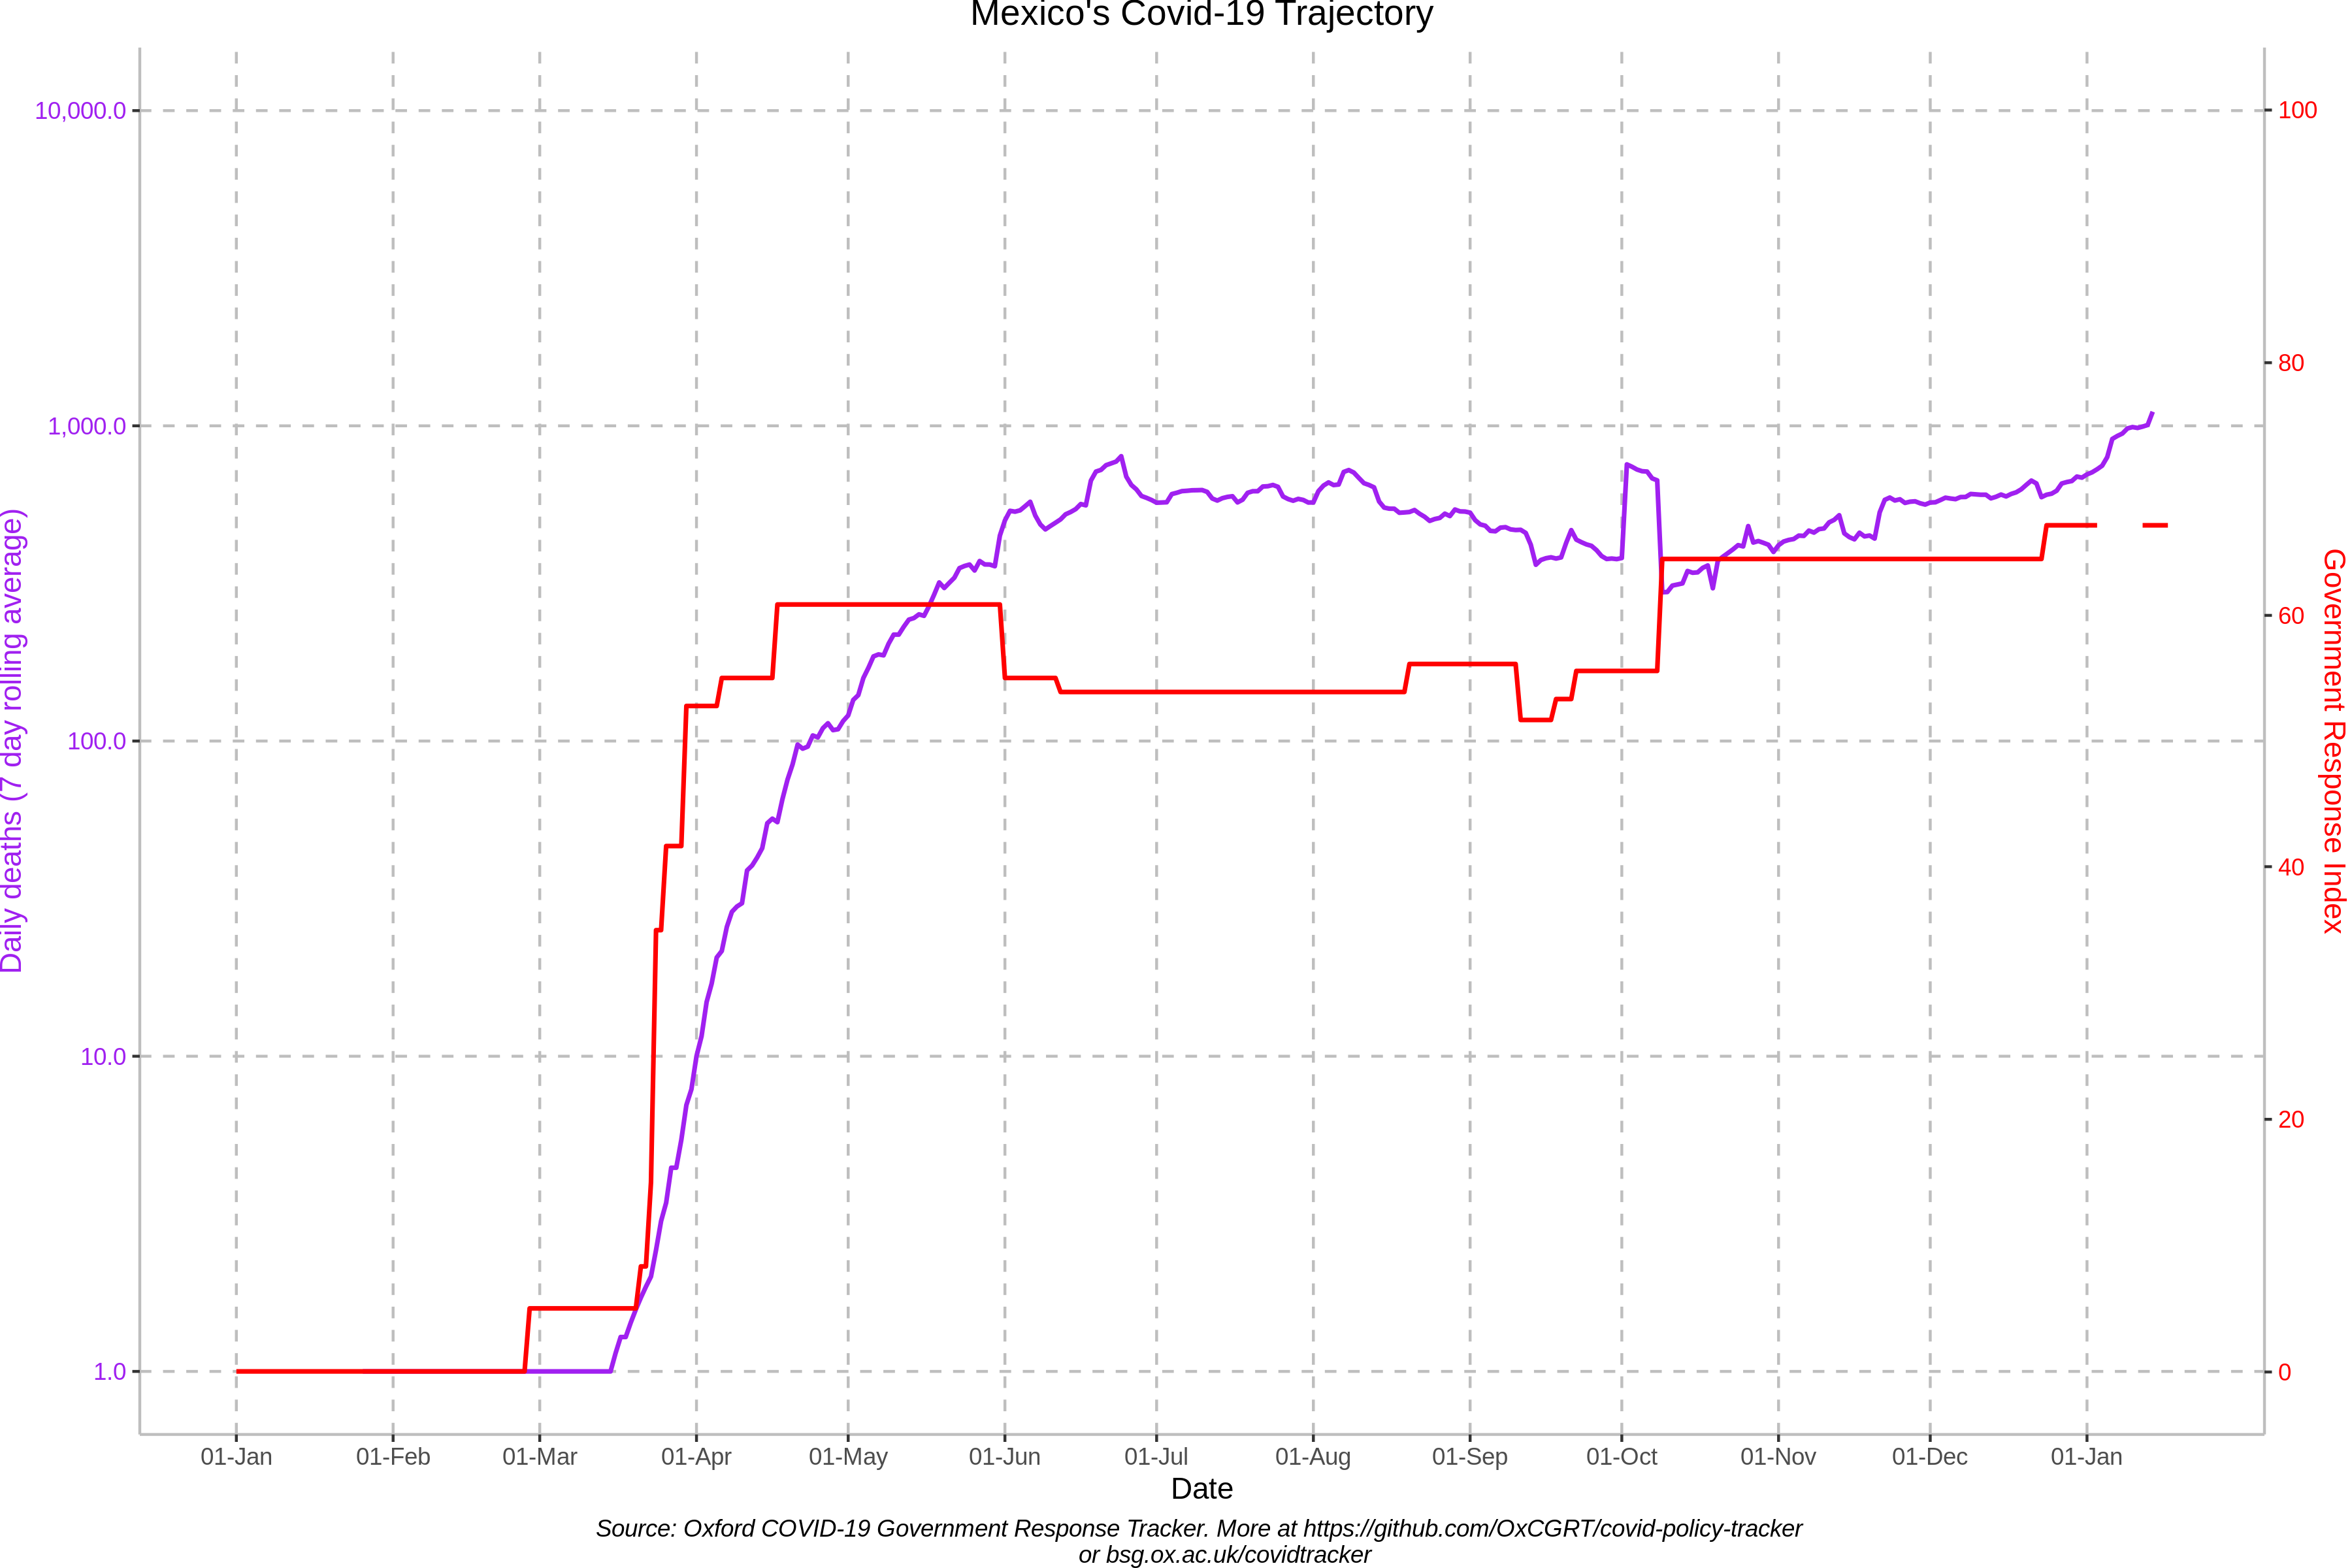 Mexico's Covid-19 Trajectory
10,000.0
1,000.0
100.0
10.0
1.0
Daily deaths (7 day rolling average)
100
80
60
40
20
0
Government Response Index
01-Jan
01-Feb
01-Mar
01-Apr
01-May
01-Jun
01-Jul
01-Aug
01-Sep
01-Oct
01-Nov
01-Dec
01-Jan
Date
Source: Oxford COVID-19 Government Response Tracker. More at https://github.com/OxCGRT/covid-policy-tracker
or bsg.ox.ac.uk/covidtracker